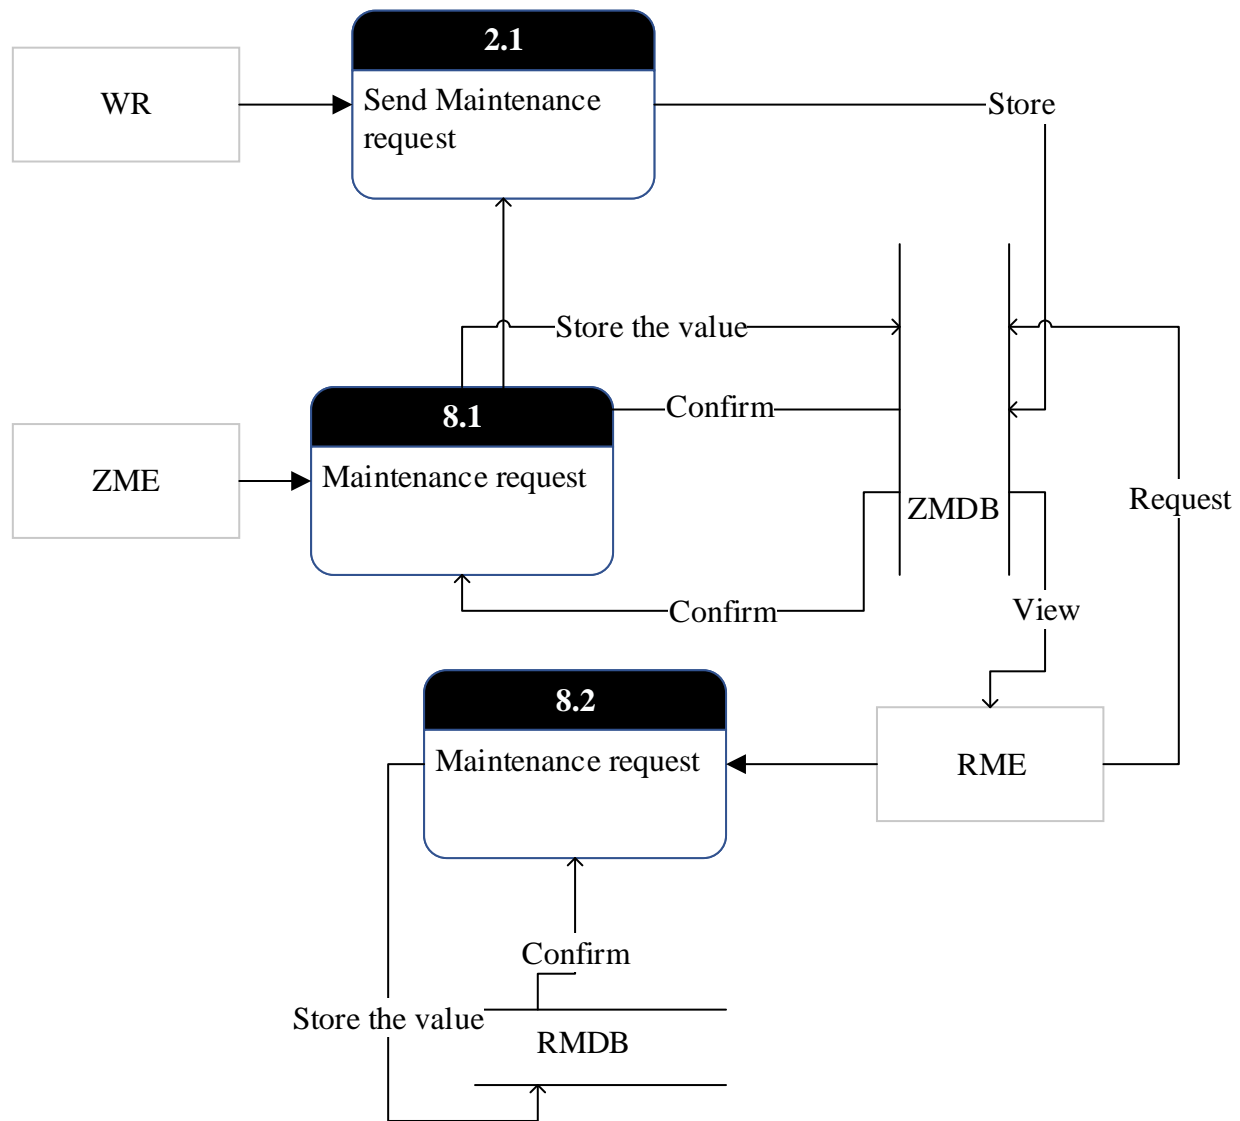 2.1
WR
Send Maintenance
request
Store
Store the value
8.1
Confirm
ZME
Maintenance request
ZMDB
Request
Confirm
View
8.2
Maintenance request
RME
Confirm
Store the value
RMDB